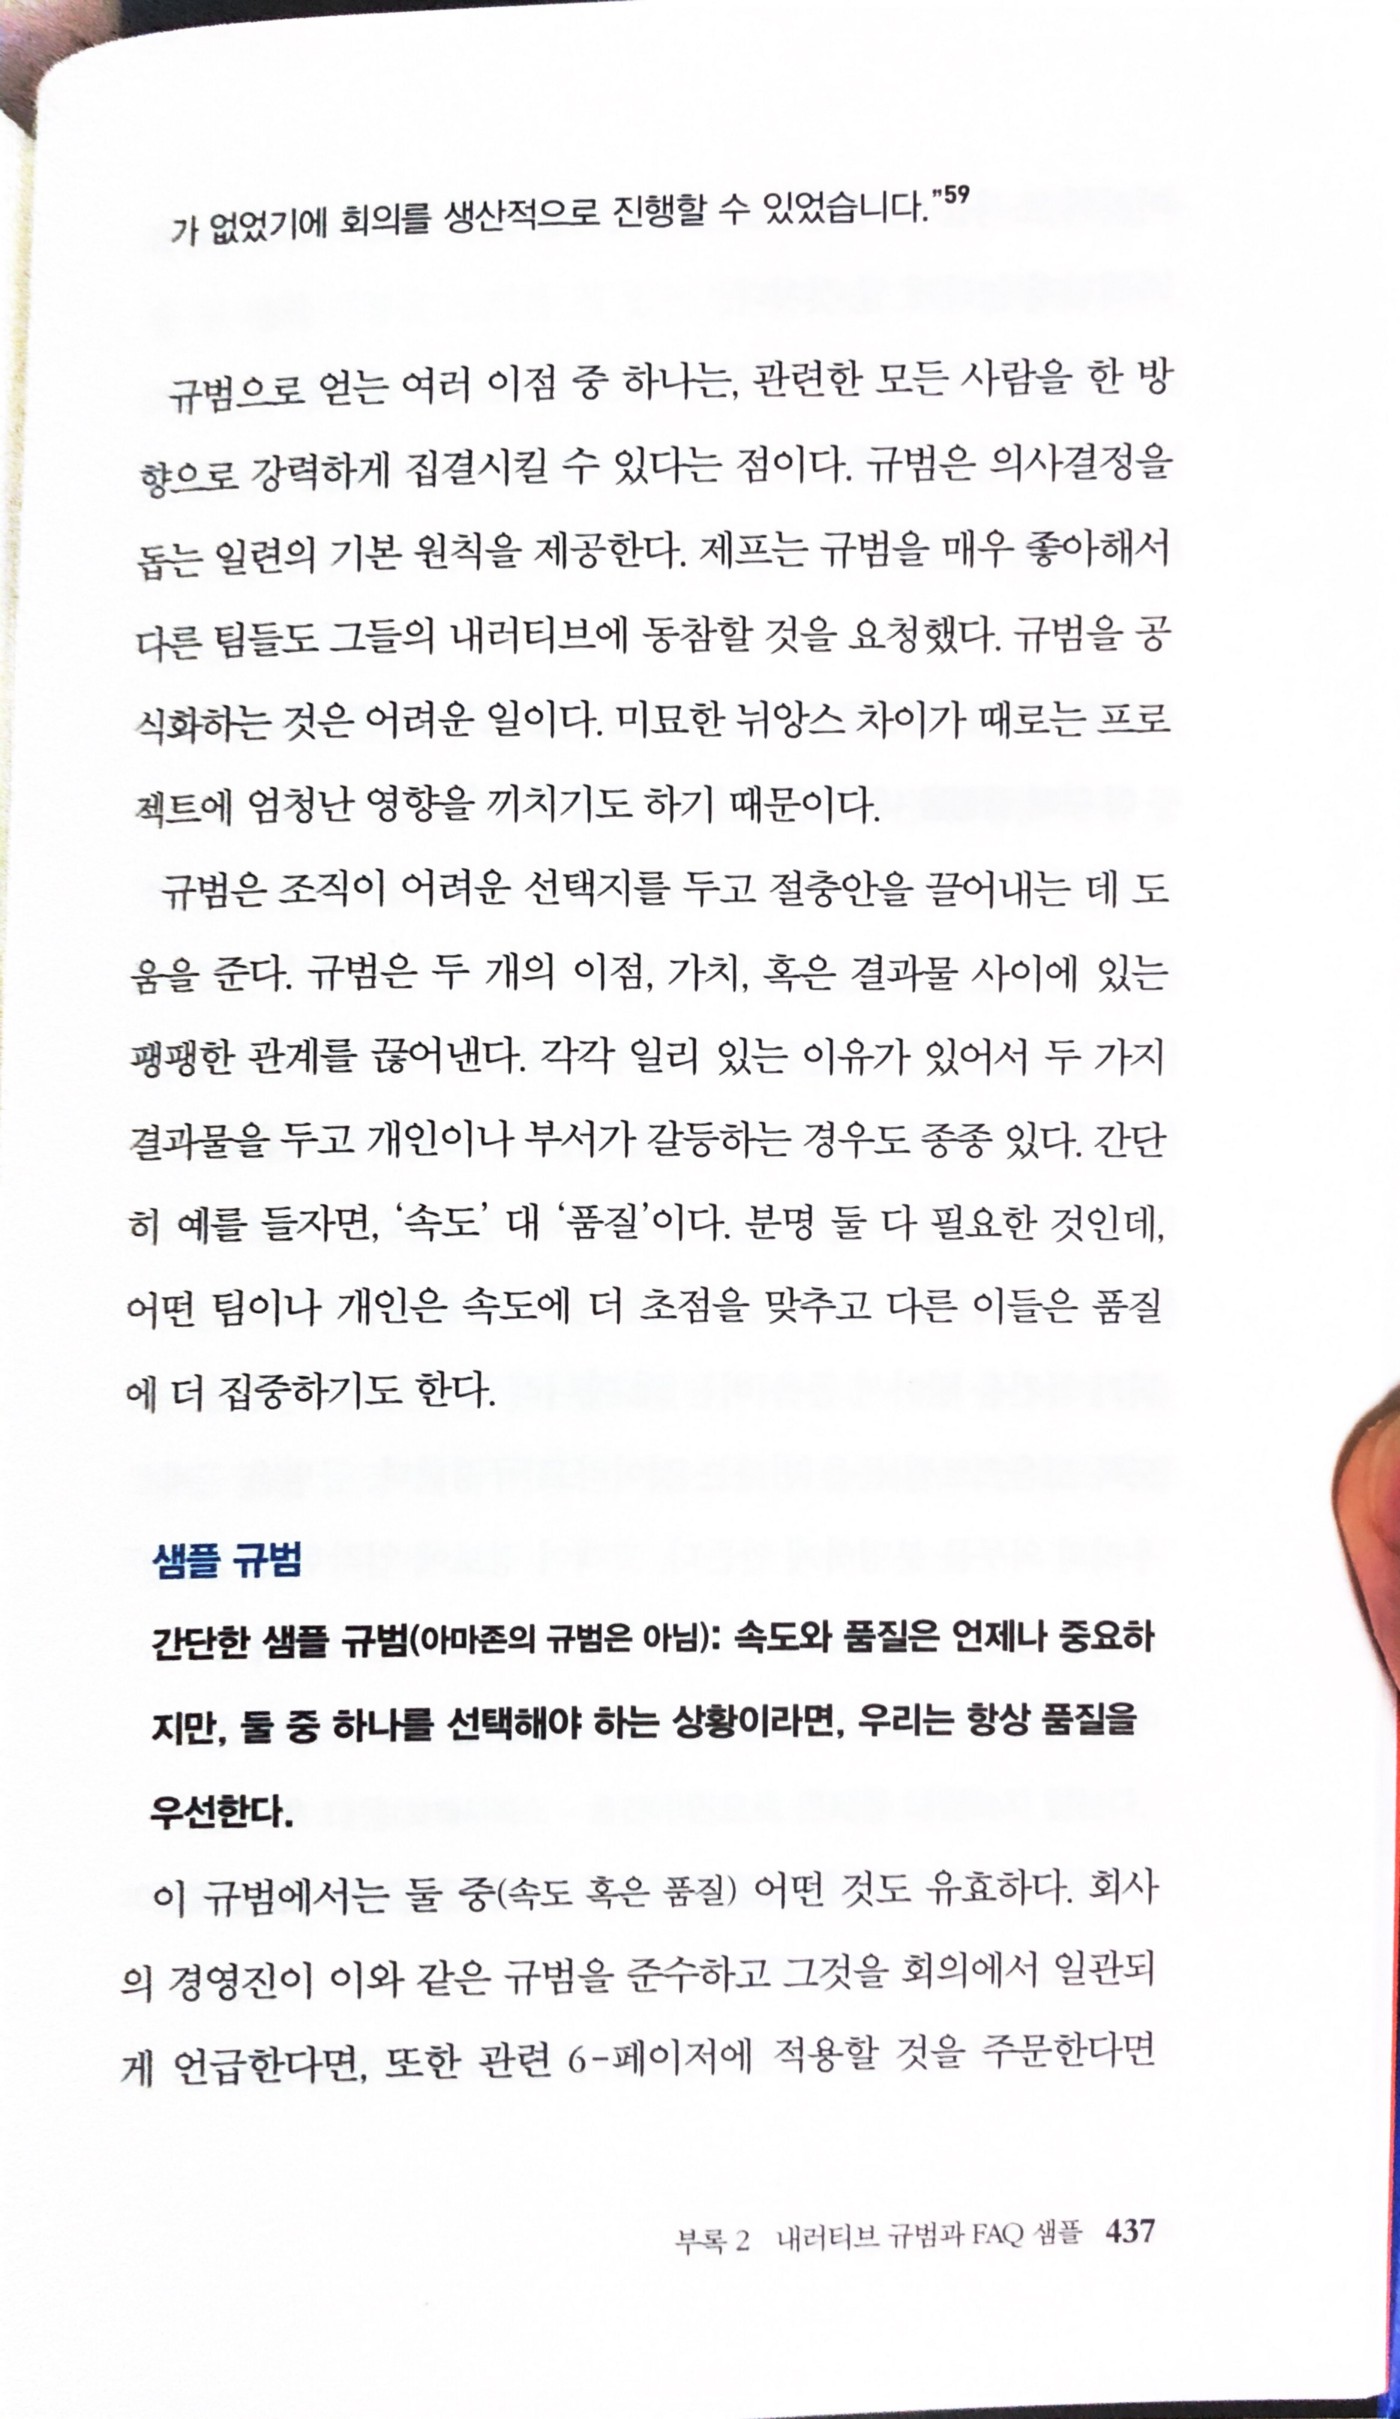 가 없었기에 회의를 생산적으로 진행할 수 있었습니다.”59
규범으로 얻는 여러 이점 중 하나는, 관련한 모든 사람을 한 방
향으로 강력하게 집결시킬 수 있다는 점이다. 규범은 의사결정을
돕는 일련의 기본 원칙을 제공한다. 제프는 규범을 매우 좋아해서
다른 팀들도 그들의 내러티브에 동참할 것을 요청했다. 규범을 공
식화하는 것은 어려운 일이다. 미묘한 뉘앙스 차이가 때로는 프로
젝트에 엄청난 영향을 끼치기도 하기 때문이다.
규범은 조직이 어려운 선택지를 두고 절충안을 끌어내는 데 도
움을 준다. 규범은 두 개의 이점, 가치, 혹은 결과물 사이에 있는
팽팽한 관계를 끊어낸다. 각각 일리 있는 이유가 있어서 두 가지
결과물을 두고 개인이나 부서가 갈등하는 경우도 종종 있다. 간단
히 예를 들자면, ‘속도’ 대 ‘품질’이다. 분명 둘 다 필요한 것인데,
어떤 팀이나 개인은 속도에 더 초점을 맞추고 다른 이들은 품질
에 더 집중하기도 한다.
샘플 규범
간단한 샘플 규범(아마존의 규범은 아님): 속도와 품질은 언제나 중요하
지만, 둘 중 하나를 선택해야 하는 상황이라면, 우리는 항상 품질을
우선한다.
이 규범에서는 둘 중(속도 혹은 품질) 어떤 것도 유효하다. 회사
의 경영진이 이와 같은 규범을 준수하고 그것을 회의에서 일관되
게 언급한다면, 또한 관련 6-페이저에 적용할 것을 주문한다면
부록 2 내러티브 규범과 FAQ 샘플 437